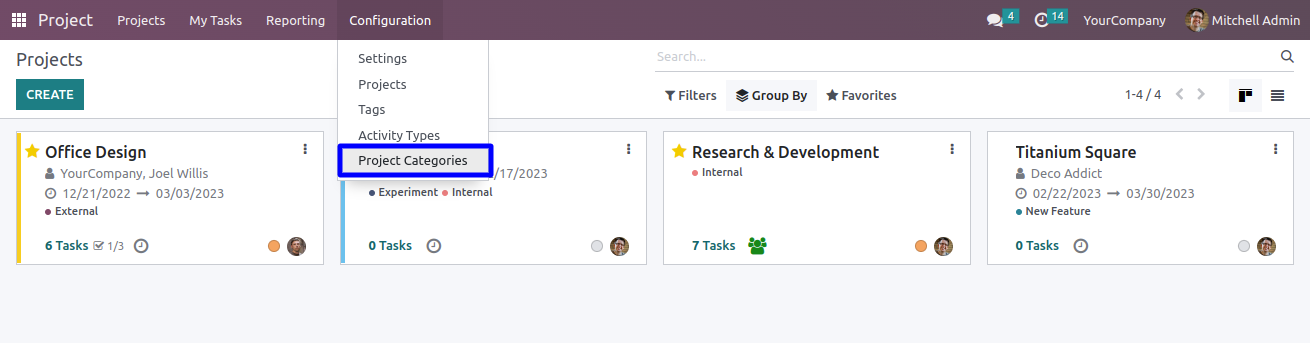 Project Projects My Tasks Reporting Configuration 4 14 YourCompany Mitchell Admin
Projects
Search...
CREATE
Filters Group By Favorites 1-4 / 4
Settings
Projects
Tags
Activity Types
Project Categories
Office Design
YourCompany, Joel Willis
12/21/2022 03/03/2023
External
6 Tasks 1/3
/17/2023
Experiment Internal
0 Tasks
Research & Development
Internal
7 Tasks
Titanium Square
Deco Addict
02/22/2023 03/30/2023
New Feature
0 Tasks